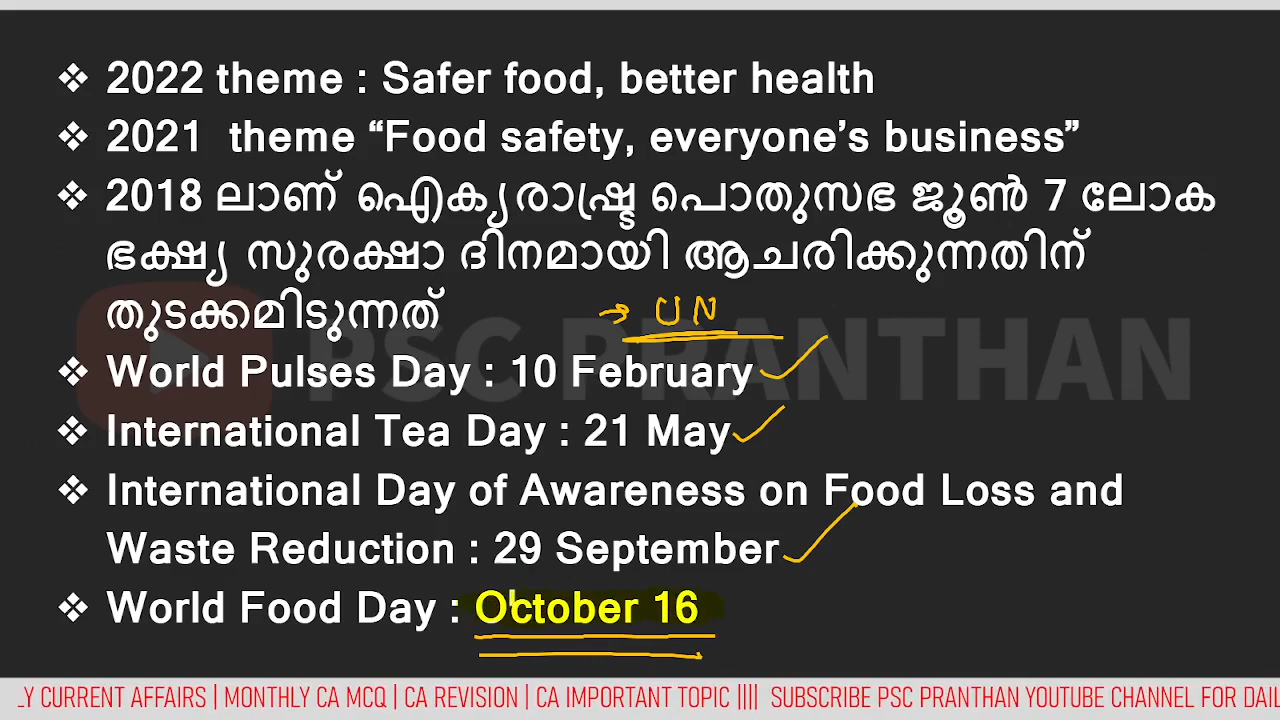 ❖ 2022 theme : Safer food, better health
❖ 2021 theme “Food safety, everyone’s business”
❖ 2018 ലാണ് ഐക്യരാഷ്ട്ര പൊതുസഭ ജൂൺ 7 ലോക
ഭക്ഷ്യ സുരക്ഷാ ദിനമായി ആചരിക്കുന്നതിന്
തുടക്കമിടുന്നത്
→ UN
PSC PRANTHAN
❖ World Pulses Day : 10 February
❖ International Tea Day : 21 May
❖ International Day of Awareness on Food Loss and
Waste Reduction : 29 September
❖ World Food Day : October 16
Y CURRENT AFFAIRS | MONTHLY CA MCQ | CA REVISION | CA IMPORTANT TOPIC |||| SUBSCRIBE PSC PRANTHAN YOUTUBE CHANNEL FOR DAIL